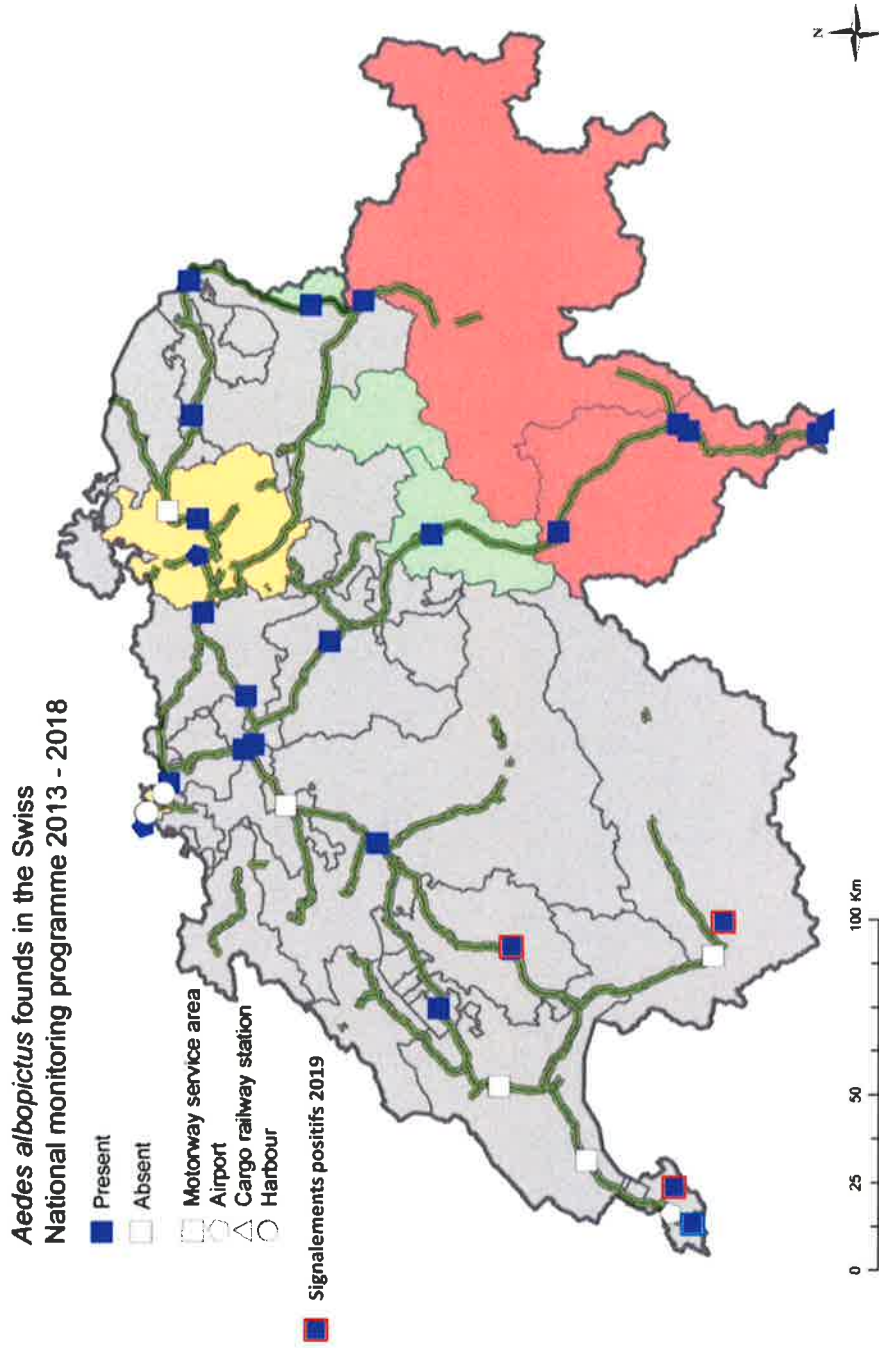 Aedes albopictus founds in the Swiss
National monitoring programme 2013 - 2018
Present
Absent
Motorway service area
Airport
Cargo railway station
Harbour
Signalements positifs 2019
0 25 50 100 Km
N